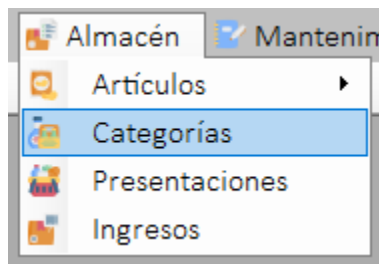 Almacén
Artículos
Categorías
Presentaciones
Ingresos